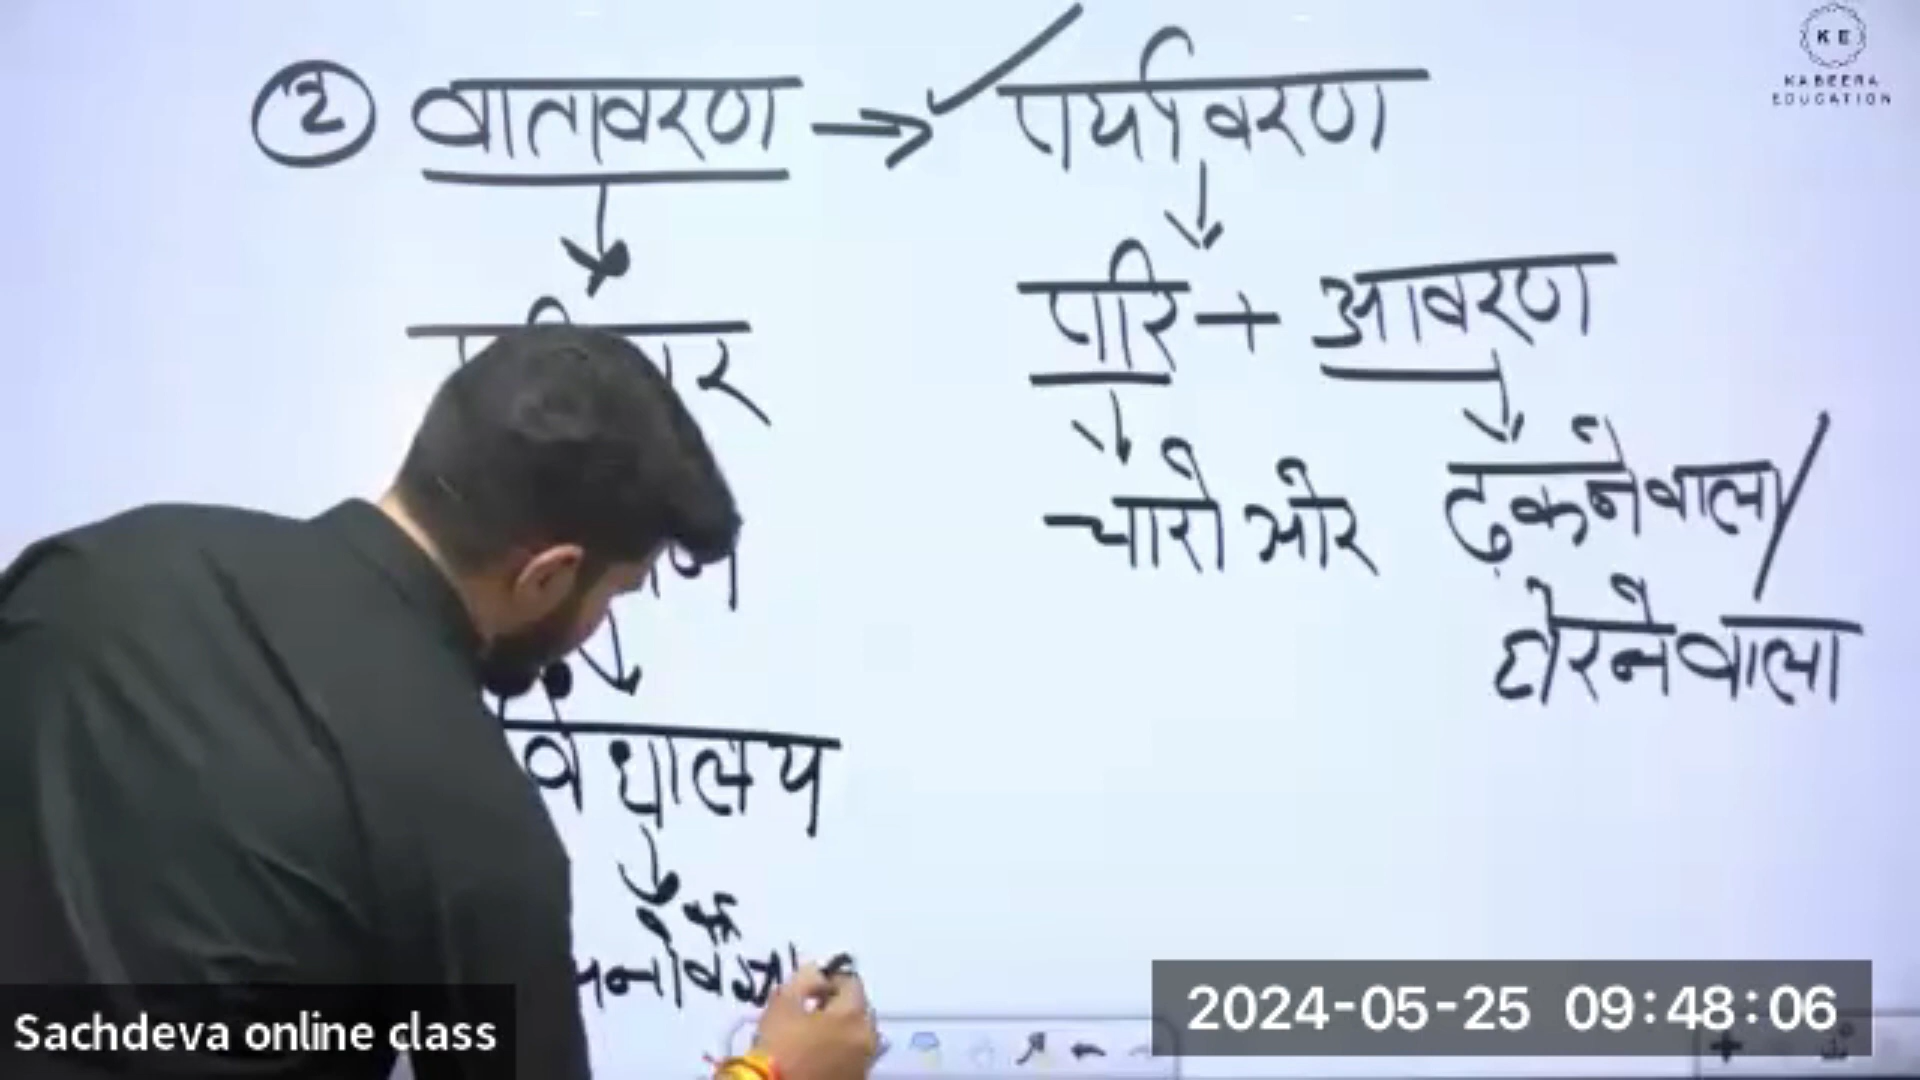 ② वातावरण → पर्यावरण
K E
KABEERA
EDUCATION
परि + आवरण
चारो ओर
ढ़कने वाला /
घेरने वाला
विधालय
Sachdeva online class
2024-05-25 09:48:06